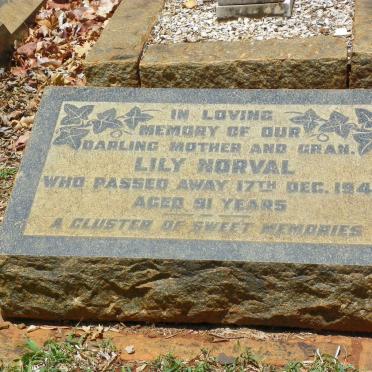 IN LOVING
MEMORY OF OUR
DARLING MOTHER AND GRAN.
LILY NORVAL
WHO PASSED AWAY 17TH DEC. 194
AGED 91 YEARS
A CLUSTER OF SWEET MEMORIES